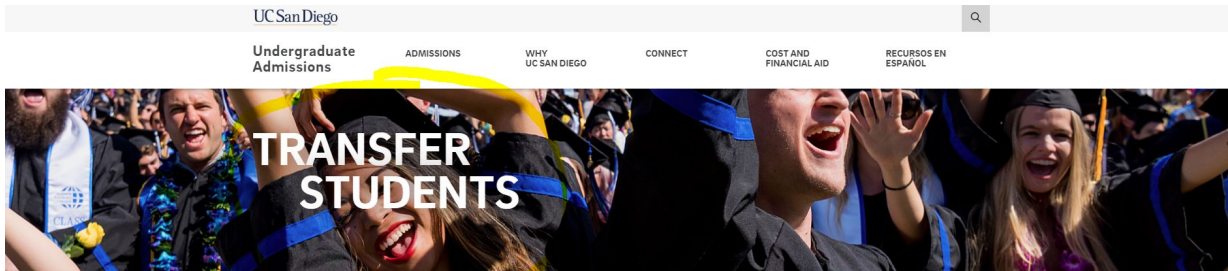 UC San Diego
Undergraduate
Admissions
ADMISSIONS
WHY
UC SAN DIEGO
CONNECT
COST AND
FINANCIAL AID
RECURSOS EN
ESPAÑOL
TRANSFER
STUDENTS
CLASS